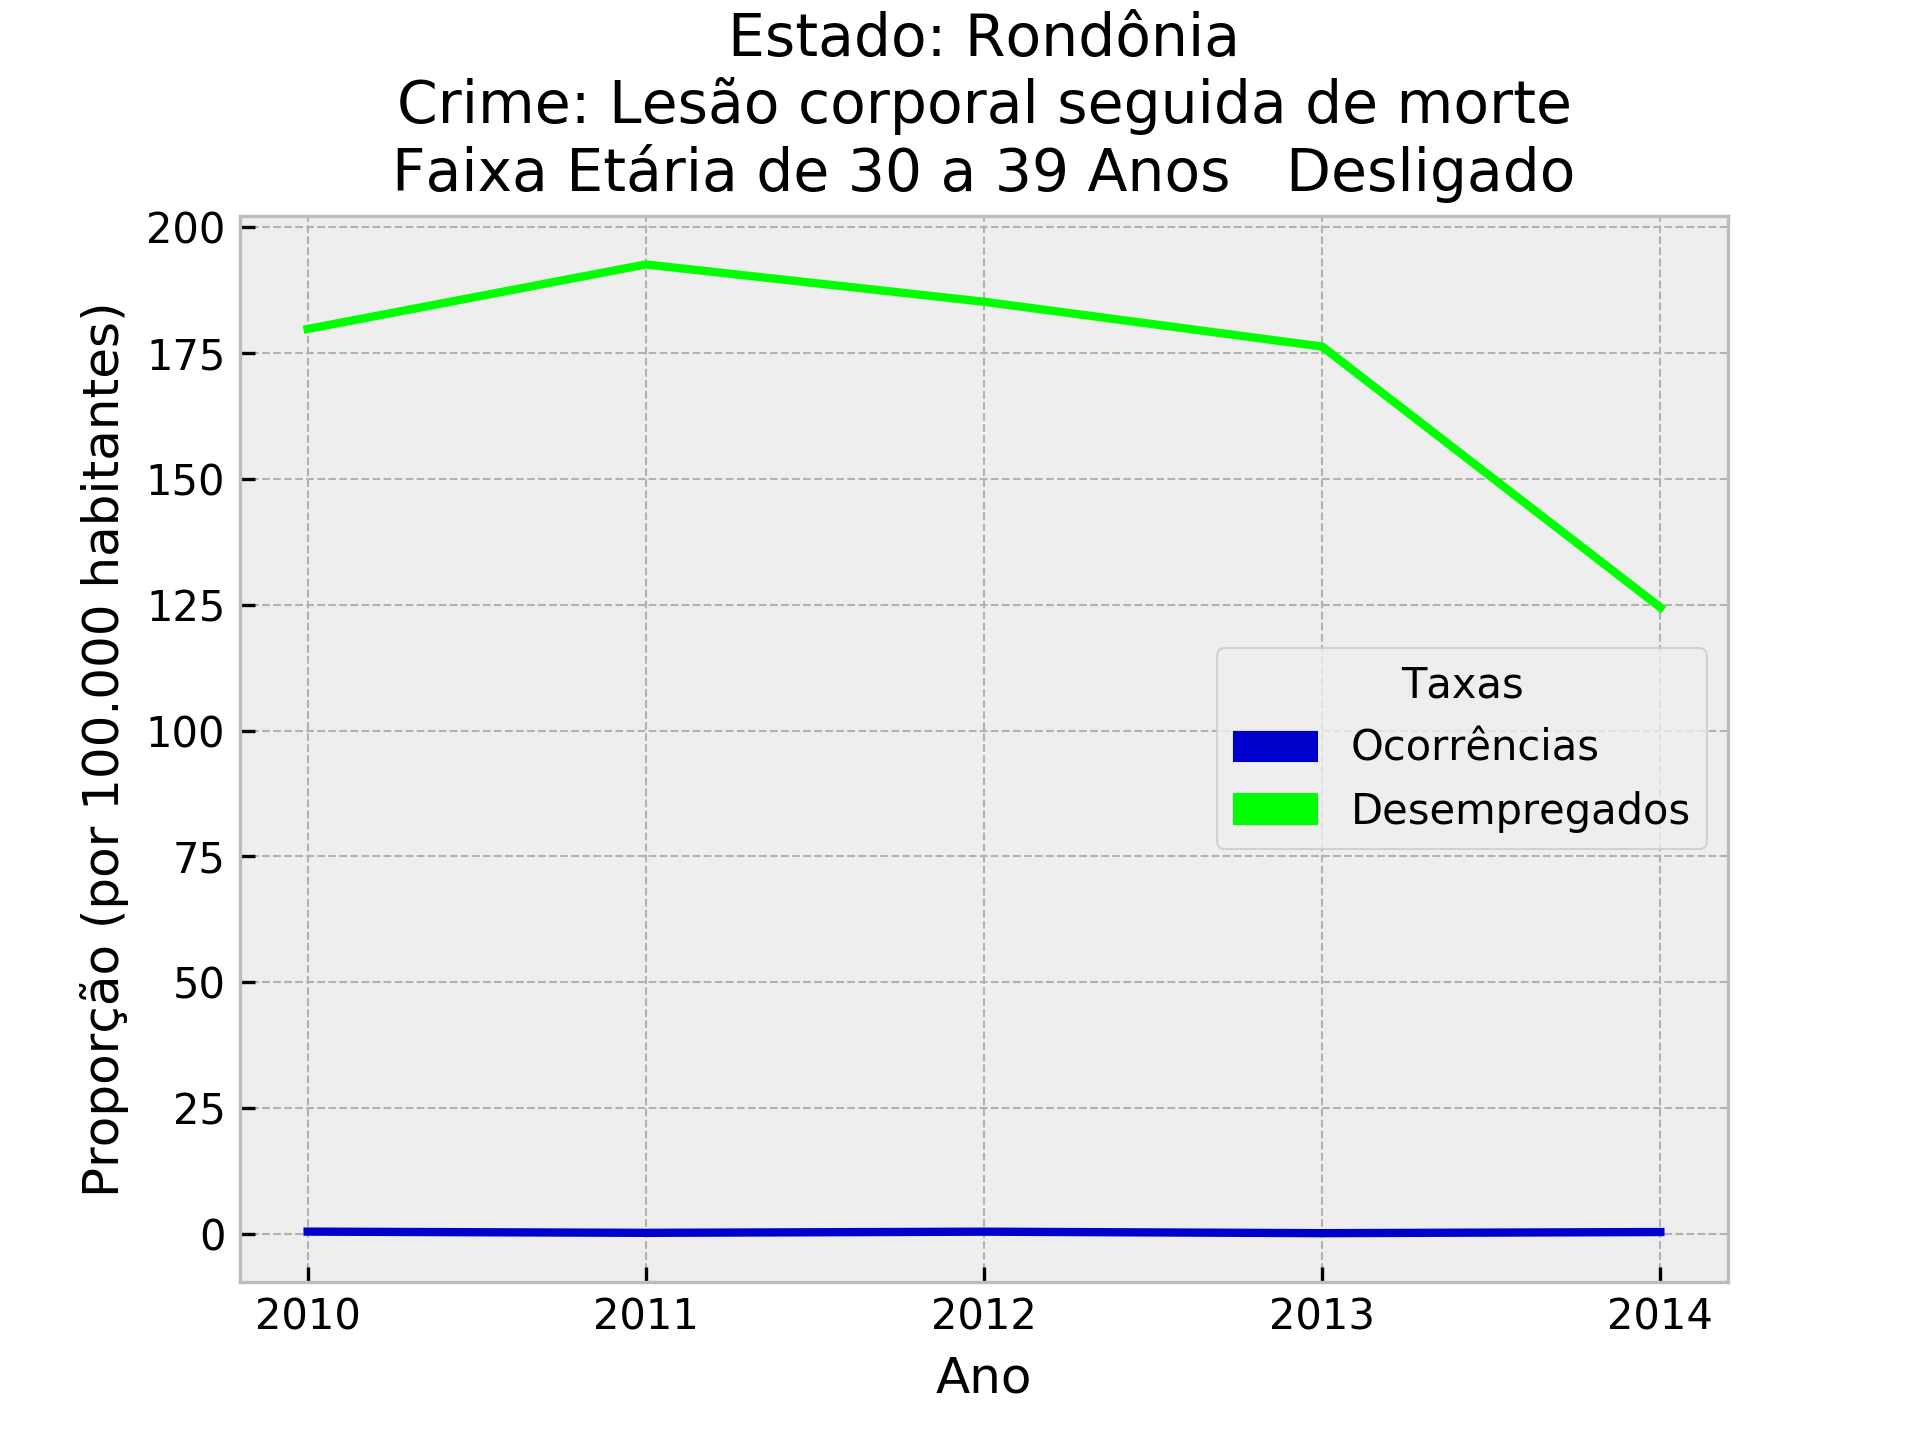 Estado: Rondônia
Crime: Lesão corporal seguida de morte
Faixa Etária de 30 a 39 Anos   Desligado
Proporção (por 100.000 habitantes)
200
175
150
125
100
75
50
25
0
Taxas
Ocorrências
Desempregados
2010
2011
2012
2013
2014
Ano